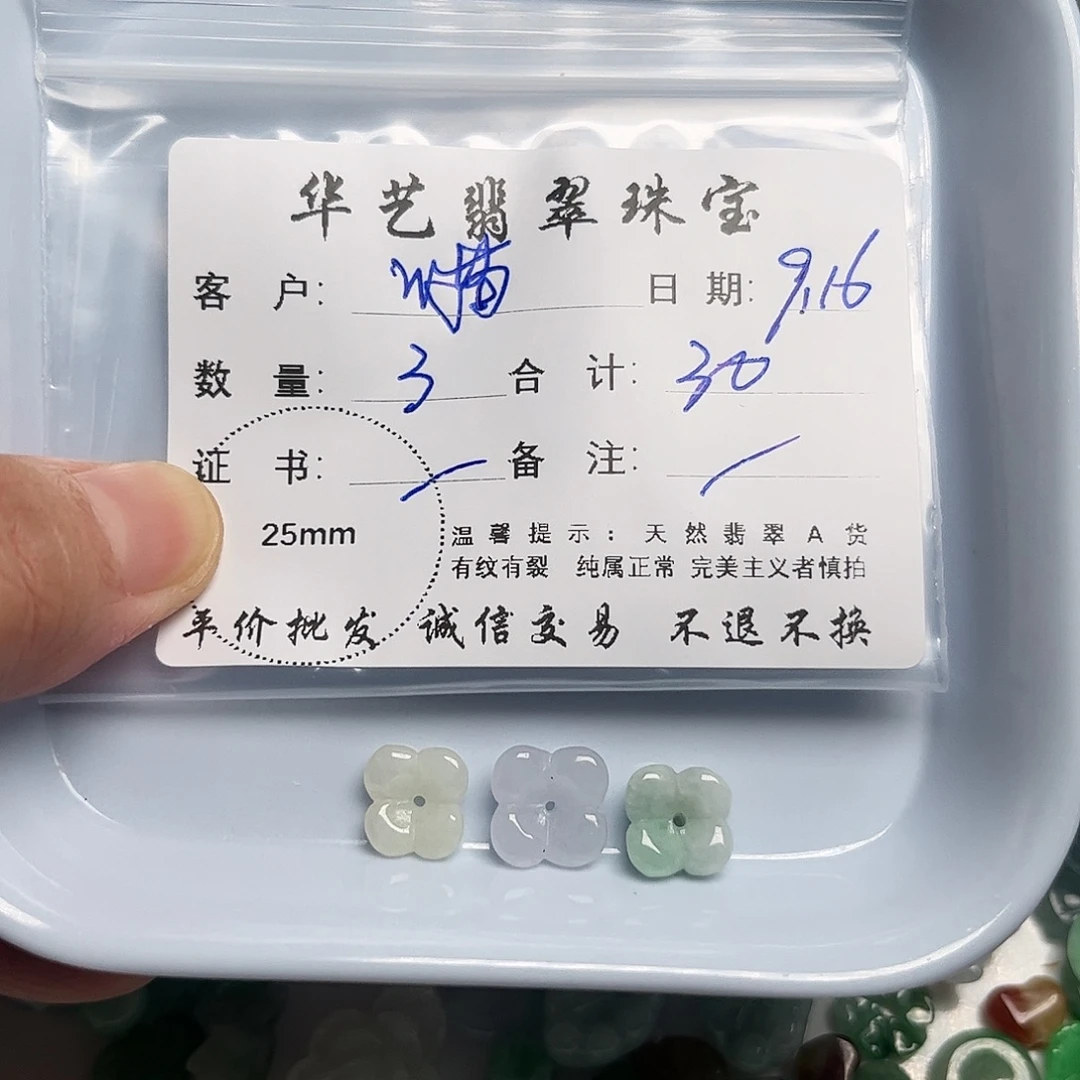 华艺翡翠珠宝
客户: 日期: 9.16
数量: 3 合计: 30
证书: 备注:
25mm
温馨提示:天然翡翠A货
有纹有裂 纯属正常 完美主义者慎拍
平价批发 诚信交易 不退不换